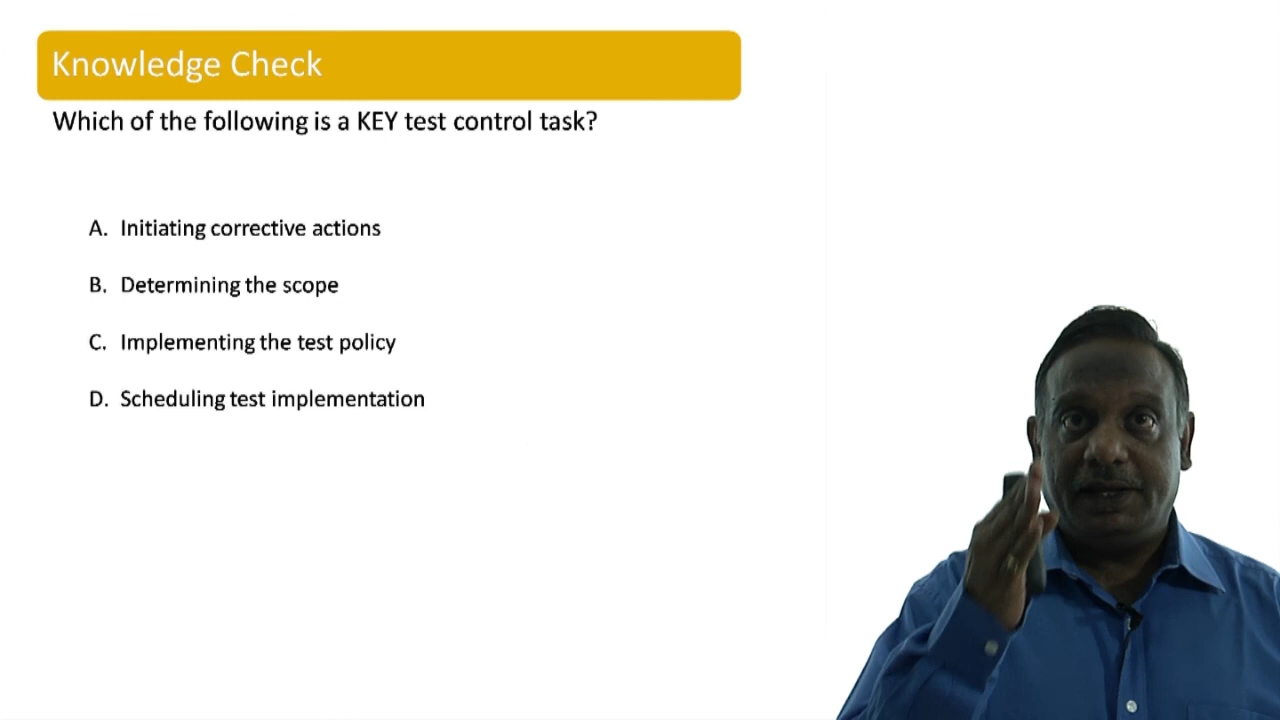 Knowledge Check
Which of the following is a KEY test control task?
A. Initiating corrective actions
B. Determining the scope
C. Implementing the test policy
D. Scheduling test implementation